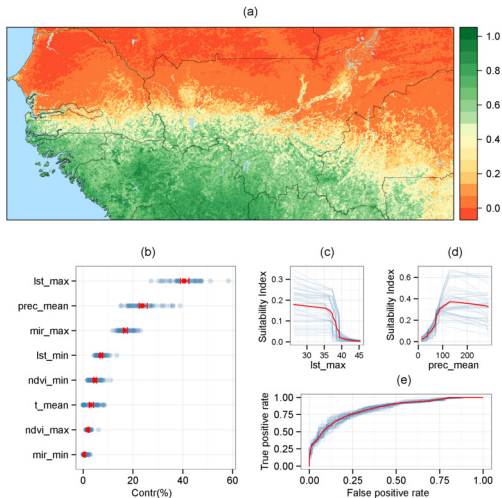 (a)
1.0
0.8
0.6
0.4
0.2
0.0
(b)
lst_max
prec_mean
mir_max
lst_min
ndvi_min
t_mean
ndvi_max
mir_min
0 20 40 60
Contr(%)
(c)
Suitability Index
0.3
0.2
0.1
0.0
30 35 40 45
lst_max
(d)
Suitability Index
0.6
0.4
0.2
0.0
100 200
prec_mean
(e)
True positive rate
1.00
0.75
0.50
0.25
0.00
0.00 0.25 0.50 0.75 1.00
False positive rate